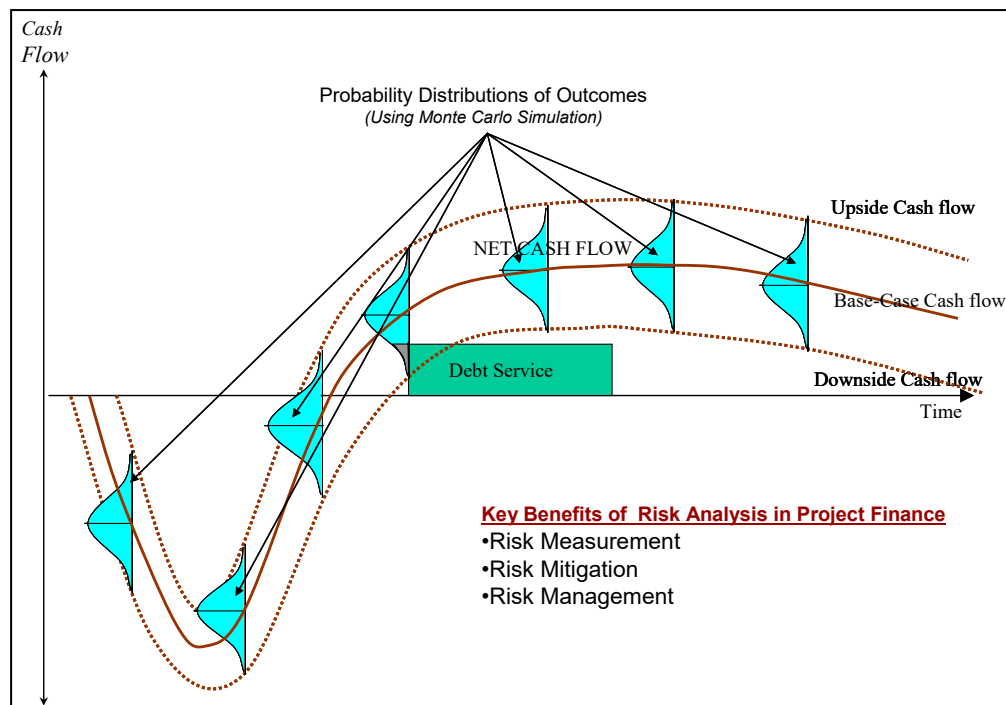 Cash
Flow
Probability Distributions of Outcomes
(Using Monte Carlo Simulation)
Upside Cash flow
NET CASH FLOW
Base-Case Cash flow
Debt Service
Downside Cash flow
Time
Key Benefits of  Risk Analysis in Project Finance
•Risk Measurement
•Risk Mitigation
•Risk Management